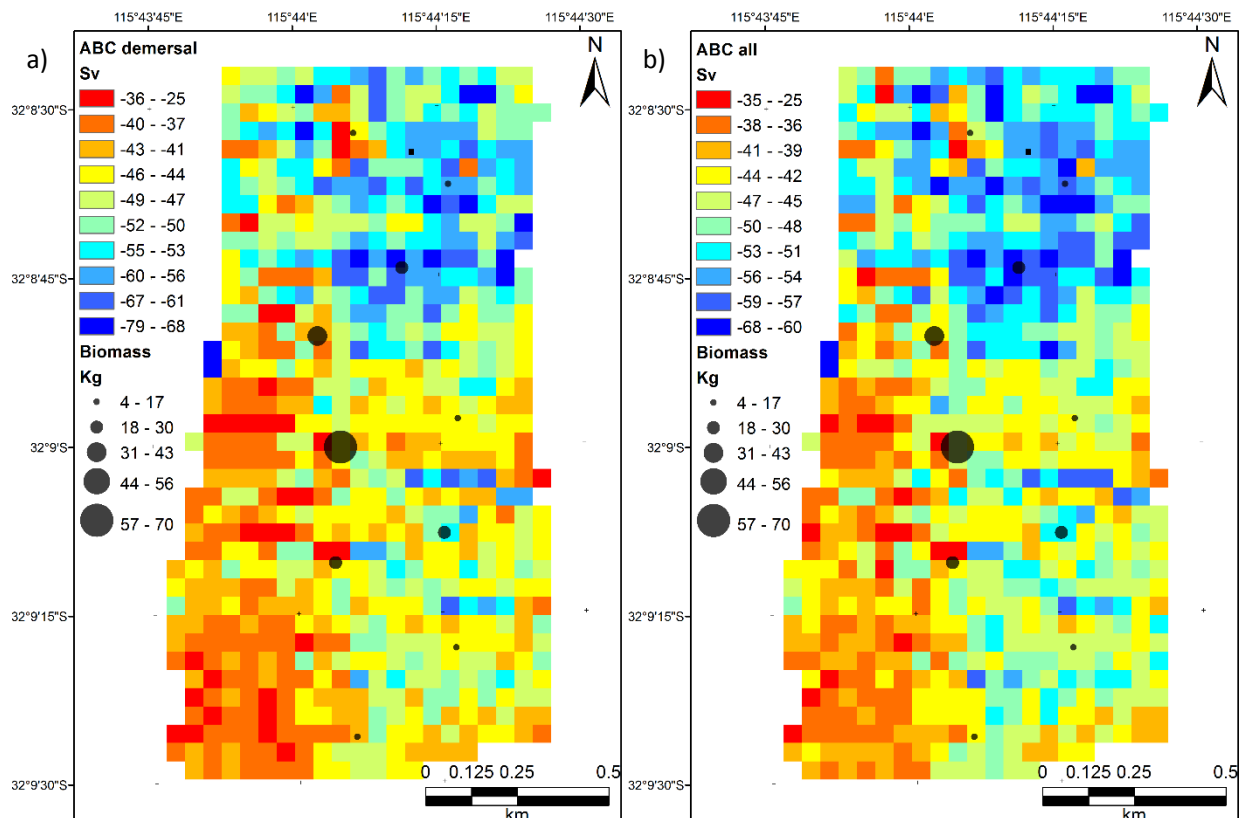 115°43'45"E 115°44'E 115°44'15"E 115°44'30"E
a)
ABC demersal
Sv
-36 - -25
-40 - -37
-43 - -41
-46 - -44
-49 - -47
-52 - -50
-55 - -53
-60 - -56
-67 - -61
-79 - -68
Biomass
Kg
4 - 17
18 - 30
31 - 43
44 - 56
57 - 70
N
32°8'30"S
32°8'45"S
32°9'S
32°9'15"S
32°9'30"S
0 0.125 0.25 0.5
km
115°43'45"E 115°44'E 115°44'15"E 115°44'30"E
b)
ABC all
Sv
-35 - -25
-38 - -36
-41 - -39
-44 - -42
-47 - -45
-50 - -48
-53 - -51
-56 - -54
-59 - -57
-68 - -60
Biomass
Kg
4 - 17
18 - 30
31 - 43
44 - 56
57 - 70
N
32°8'30"S
32°8'45"S
32°9'S
32°9'15"S
32°9'30"S
0 0.125 0.25 0.5
km